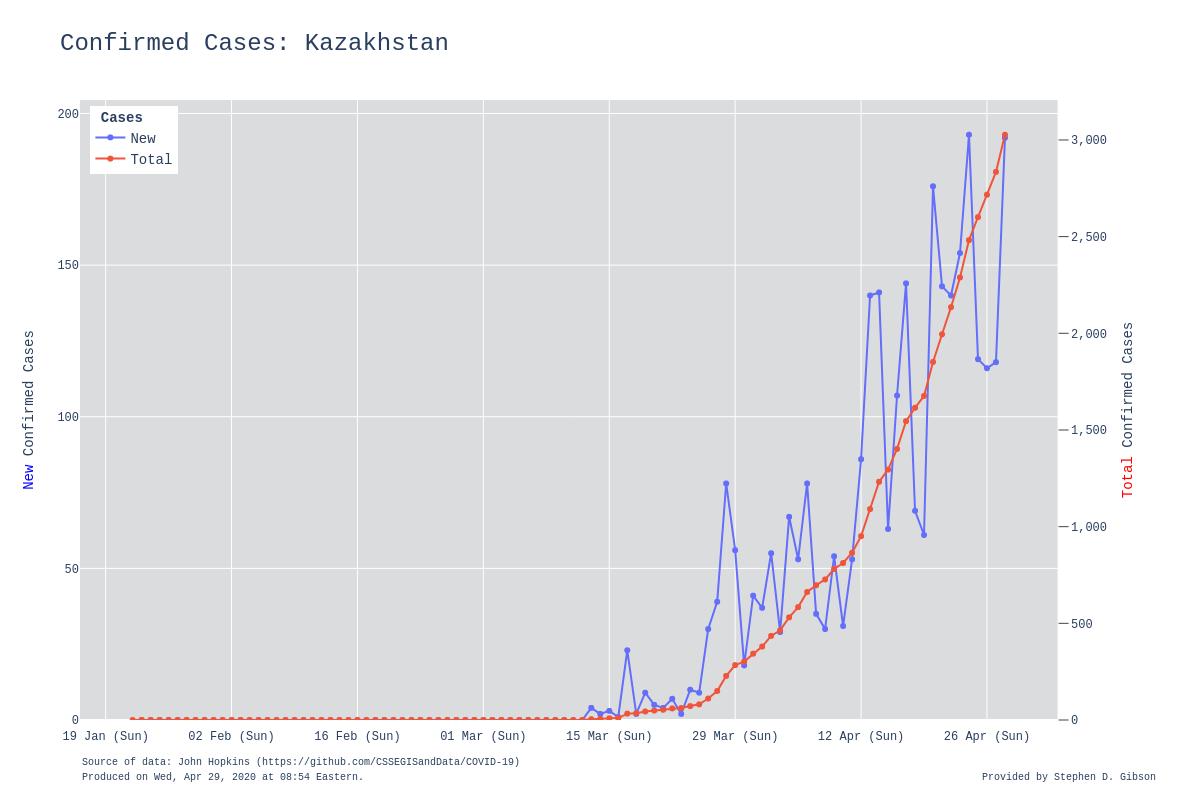 Confirmed Cases: Kazakhstan
Cases
New
Total
200
150
100
50
0
3,000
2,500
2,000
1,500
1,000
500
0
New Confirmed Cases
Total Confirmed Cases
19 Jan (Sun) 02 Feb (Sun) 16 Feb (Sun) 01 Mar (Sun) 15 Mar (Sun) 29 Mar (Sun) 12 Apr (Sun) 26 Apr (Sun)
Source of data: John Hopkins (https://github.com/CSSEGISandData/COVID-19)
Produced on Wed, Apr 29, 2020 at 08:54 Eastern.
Provided by Stephen D. Gibson